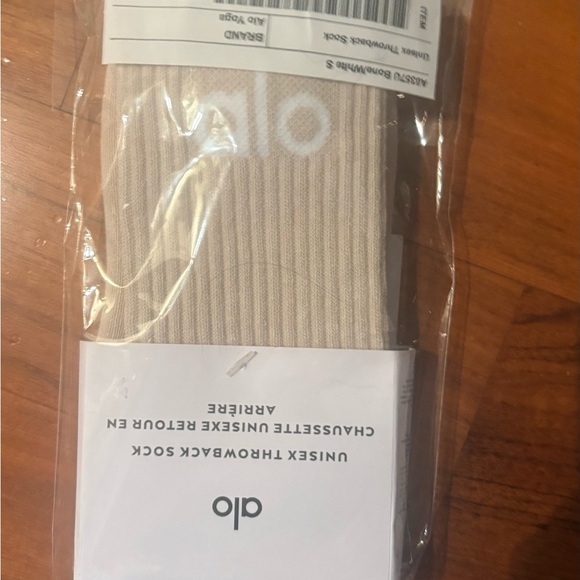 A0357U Bone/White S
Unisex Throwback Sock
ITEM
Alo Yoga
BRAND
alo
alo
UNISEX THROWBACK SOCK
CHAUSSETTE UNISEXE RETOUR EN
ARRIÈRE